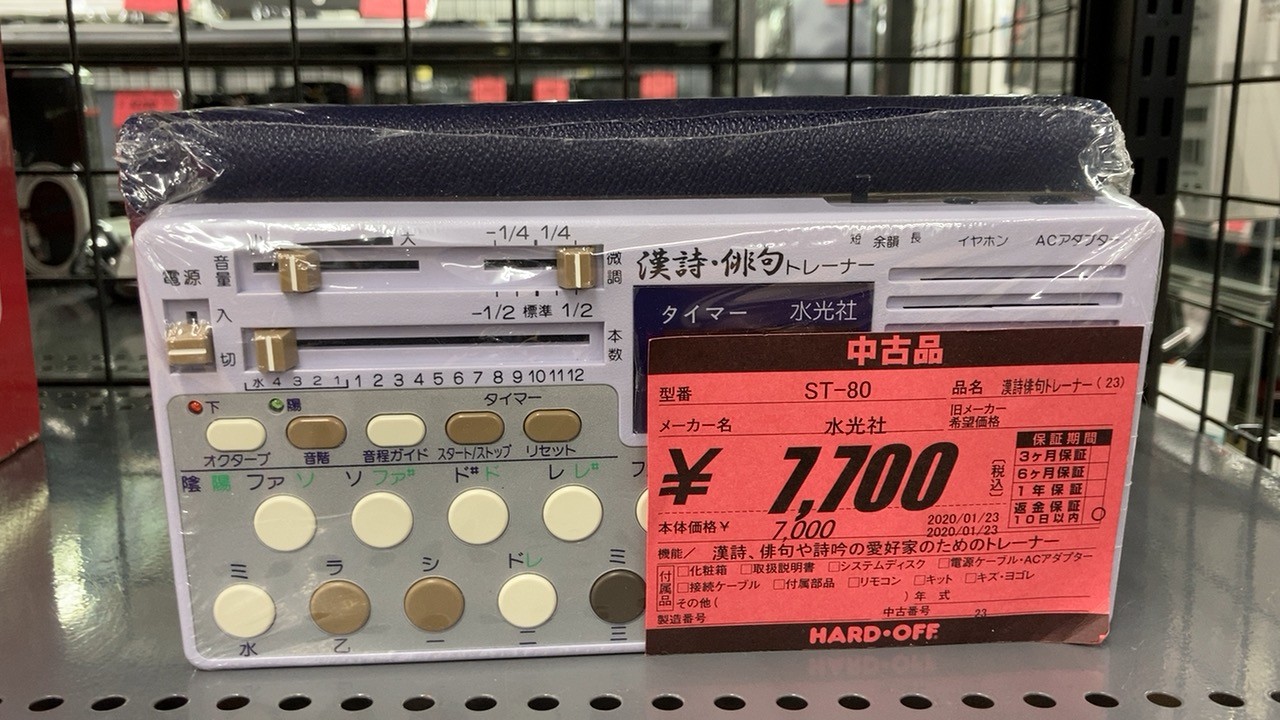 小 大 -1/4 1/4
電源 音量 微調
入
切
-1/2 標準 1/2
本数
水 4 3 2 1 1 2 3 4 5 6 7 8 9 10 11 12
漢詩・俳句トレーナー
短 余韻 長 イヤホン ACアダプター
タイマー 水光社
下 陽 タイマー
オクターブ 音階 音程ガイド スタート/ストップ リセット
陰 陽 ファ ソ ソ ファ# ド# ド レ レ# フ
ミ ラ シ ド レ ミ
水 乙 一 二 三
中古品
型番 ST-80 品名 漢詩俳句トレーナー(23)
メーカー名 水光社 旧メーカー希望価格
¥7,700 [税込]
保証期間
3ヶ月保証
6ヶ月保証
1年保証
返金保証10日以内 ○
本体価格¥ 7,000 2020/01/23
2020/01/23
機能/ 漢詩、俳句や詩吟の愛好家のためのトレーナー
付属品 □化粧箱 □取扱説明書 □システムディスク □電源ケーブル・ACアダプター
□接続ケーブル □付属部品 □リモコン □キット □キズ・ヨゴレ
その他( )年式
製造番号 中古番号 23
HARD・OFF